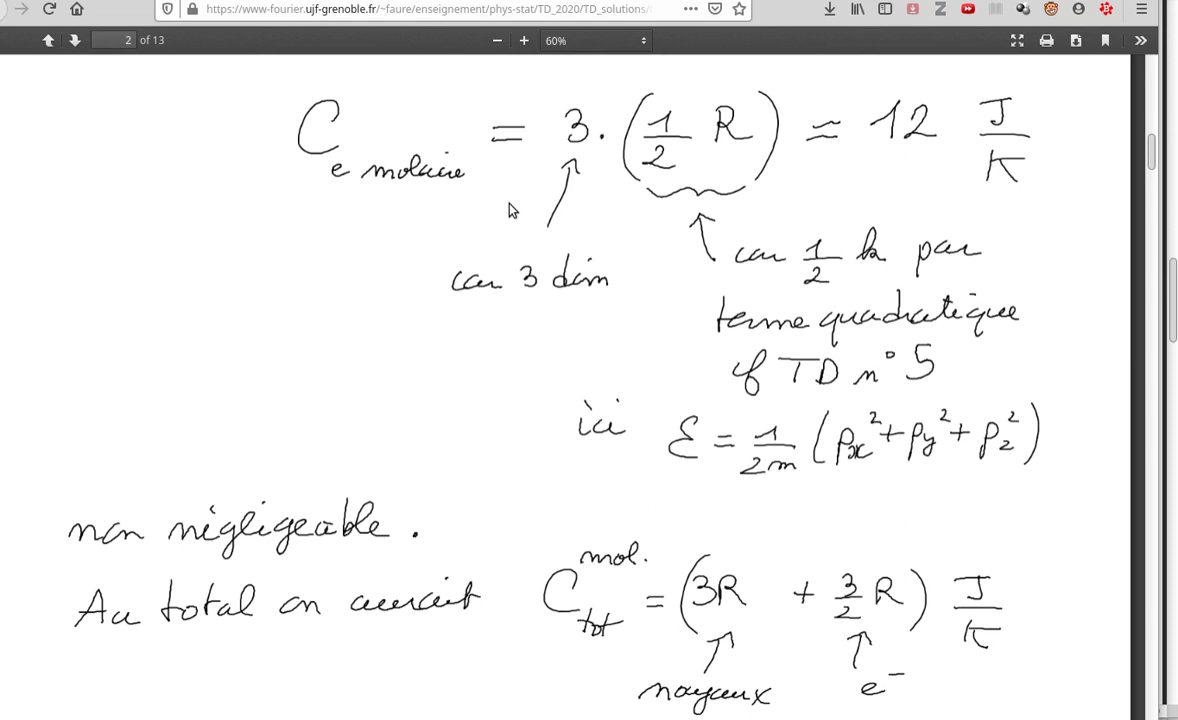 https://www-fourier.ujf-grenoble.fr/~faure/enseignement/phys-stat/TD_2020/TD_solutions/
2 of 13
60%
C e molaire = 3. (1/2 R) ≈ 12 J/K
car 3 dim
car 1/2 k par
terme quadratique
cf TD n° 5
ici ε = 1/2m (px² + py² + pz²)
non négligeable.
Au total on aurait C tot mol. = (3R + 3/2 R) J/K
noyaux e⁻